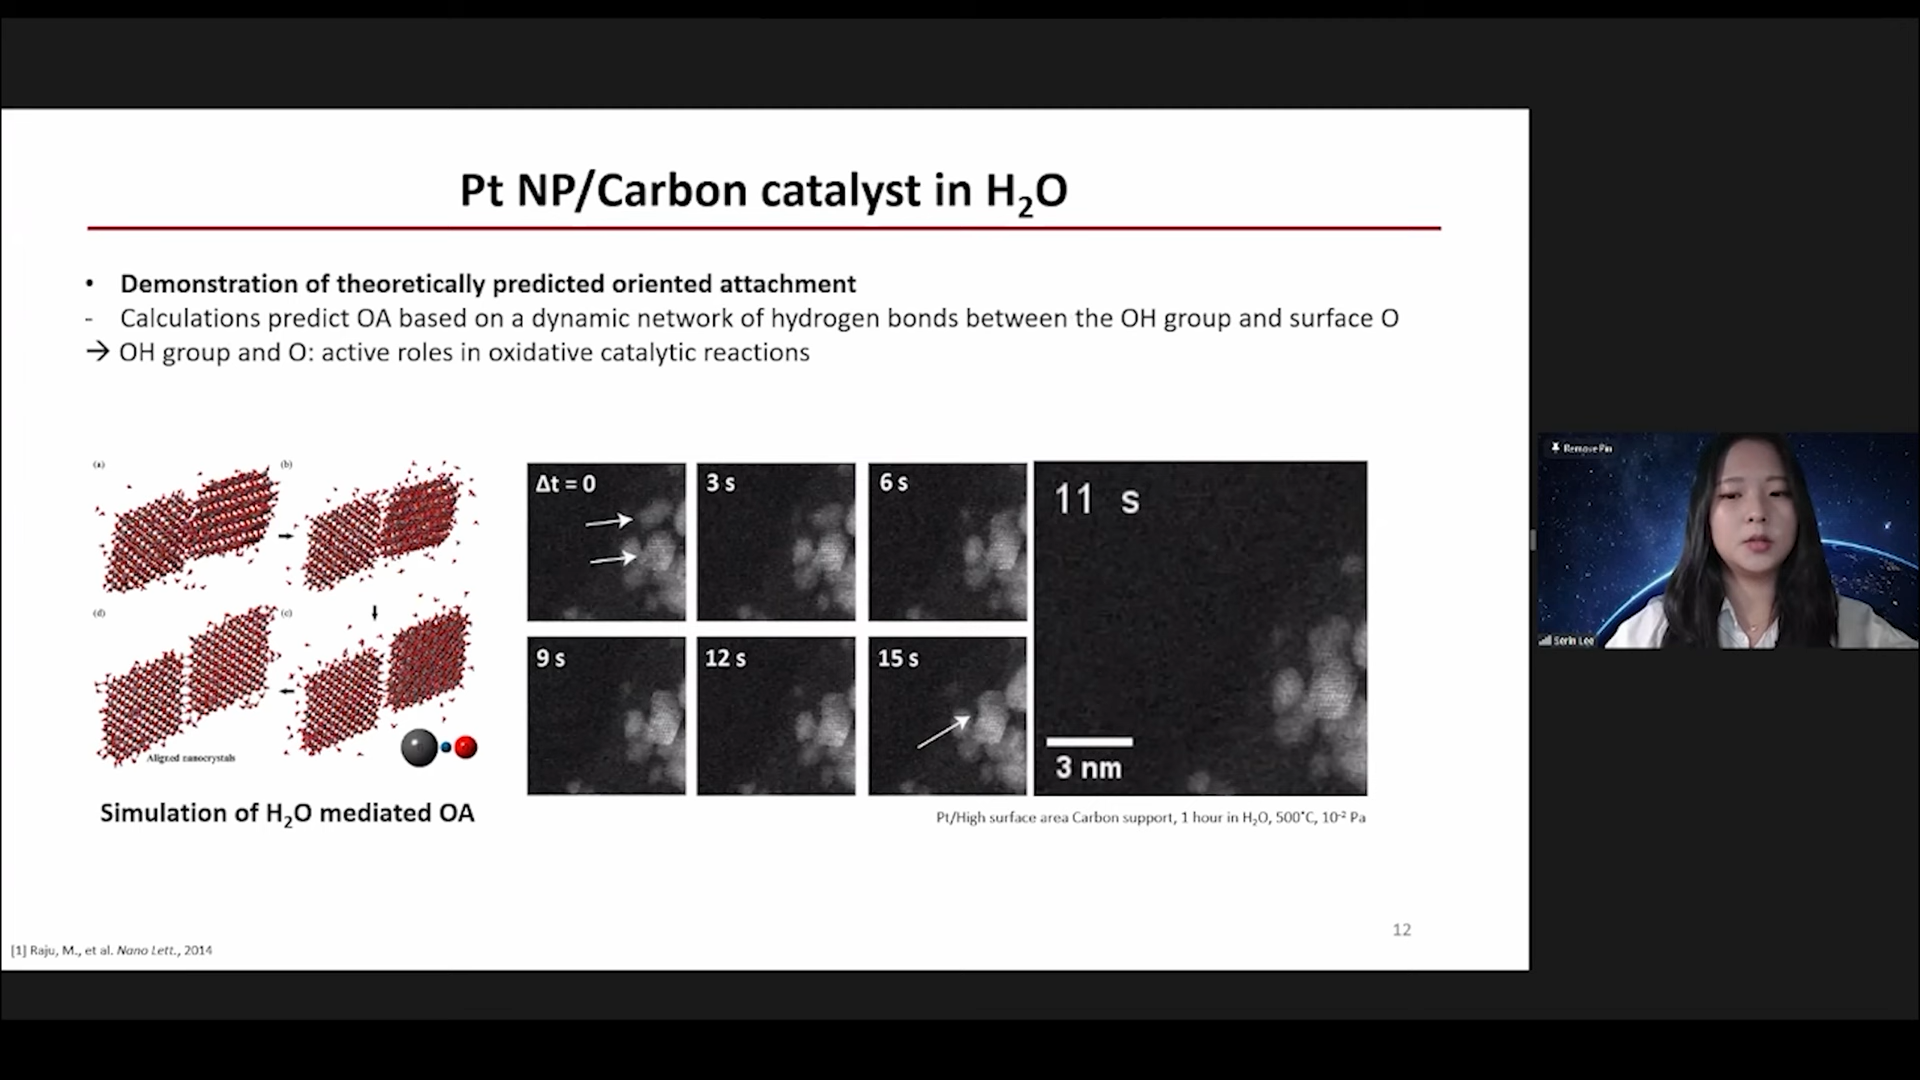 Pt NP/Carbon catalyst in H₂O
• Demonstration of theoretically predicted oriented attachment
- Calculations predict OA based on a dynamic network of hydrogen bonds between the OH group and surface O
→ OH group and O: active roles in oxidative catalytic reactions
(a)
(b)
(d)
(c)
Aligned nanocrystals
Simulation of H₂O mediated OA
Δt = 0
3 s
6 s
9 s
12 s
15 s
11 s
3 nm
Pt/High surface area Carbon support, 1 hour in H₂O, 500˚C, 10⁻² Pa
12
[1] Raju, M., et al. Nano Lett., 2014
Remove Pin
Serin Lee